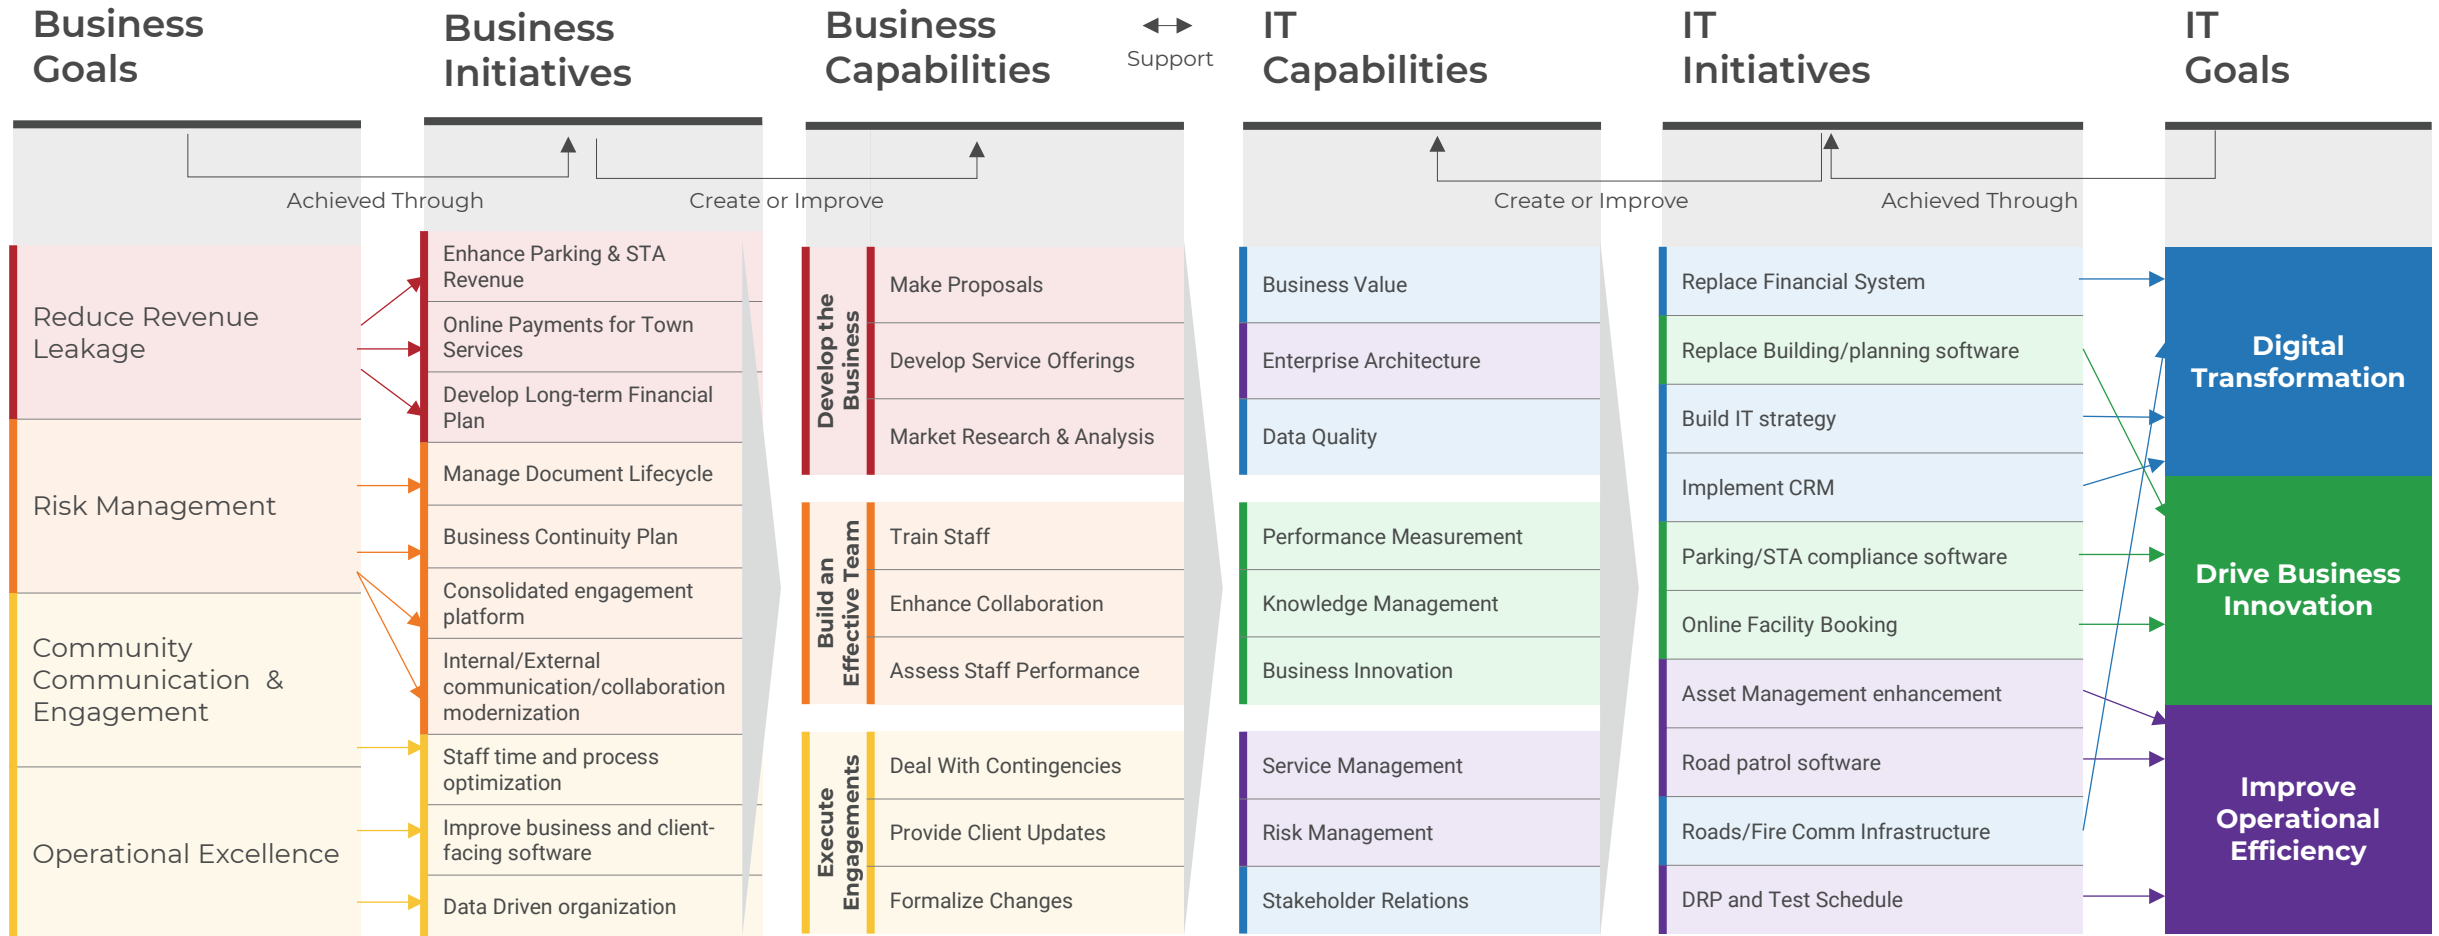 Business
Goals
Business
Initiatives
Business
Capabilities
Support
IT
Capabilities
IT
Initiatives
IT
Goals
Achieved Through
Create or Improve
Create or Improve
Achieved Through
Reduce Revenue
Leakage
Risk Management
Community
Communication &
Engagement
Operational Excellence
Enhance Parking & STA
Revenue
Online Payments for Town
Services
Develop Long-term Financial
Plan
Manage Document Lifecycle
Business Continuity Plan
Consolidated engagement
platform
Internal/External
communication/collaboration
modernization
Staff time and process
optimization
Improve business and client-
facing software
Data Driven organization
Develop the
Business
Make Proposals
Develop Service Offerings
Market Research & Analysis
Build an
Effective Team
Train Staff
Enhance Collaboration
Assess Staff Performance
Execute
Engagements
Deal With Contingencies
Provide Client Updates
Formalize Changes
Business Value
Enterprise Architecture
Data Quality
Performance Measurement
Knowledge Management
Business Innovation
Service Management
Risk Management
Stakeholder Relations
Replace Financial System
Replace Building/planning software
Build IT strategy
Implement CRM
Parking/STA compliance software
Online Facility Booking
Asset Management enhancement
Road patrol software
Roads/Fire Comm Infrastructure
DRP and Test Schedule
Digital
Transformation
Drive Business
Innovation
Improve
Operational
Efficiency